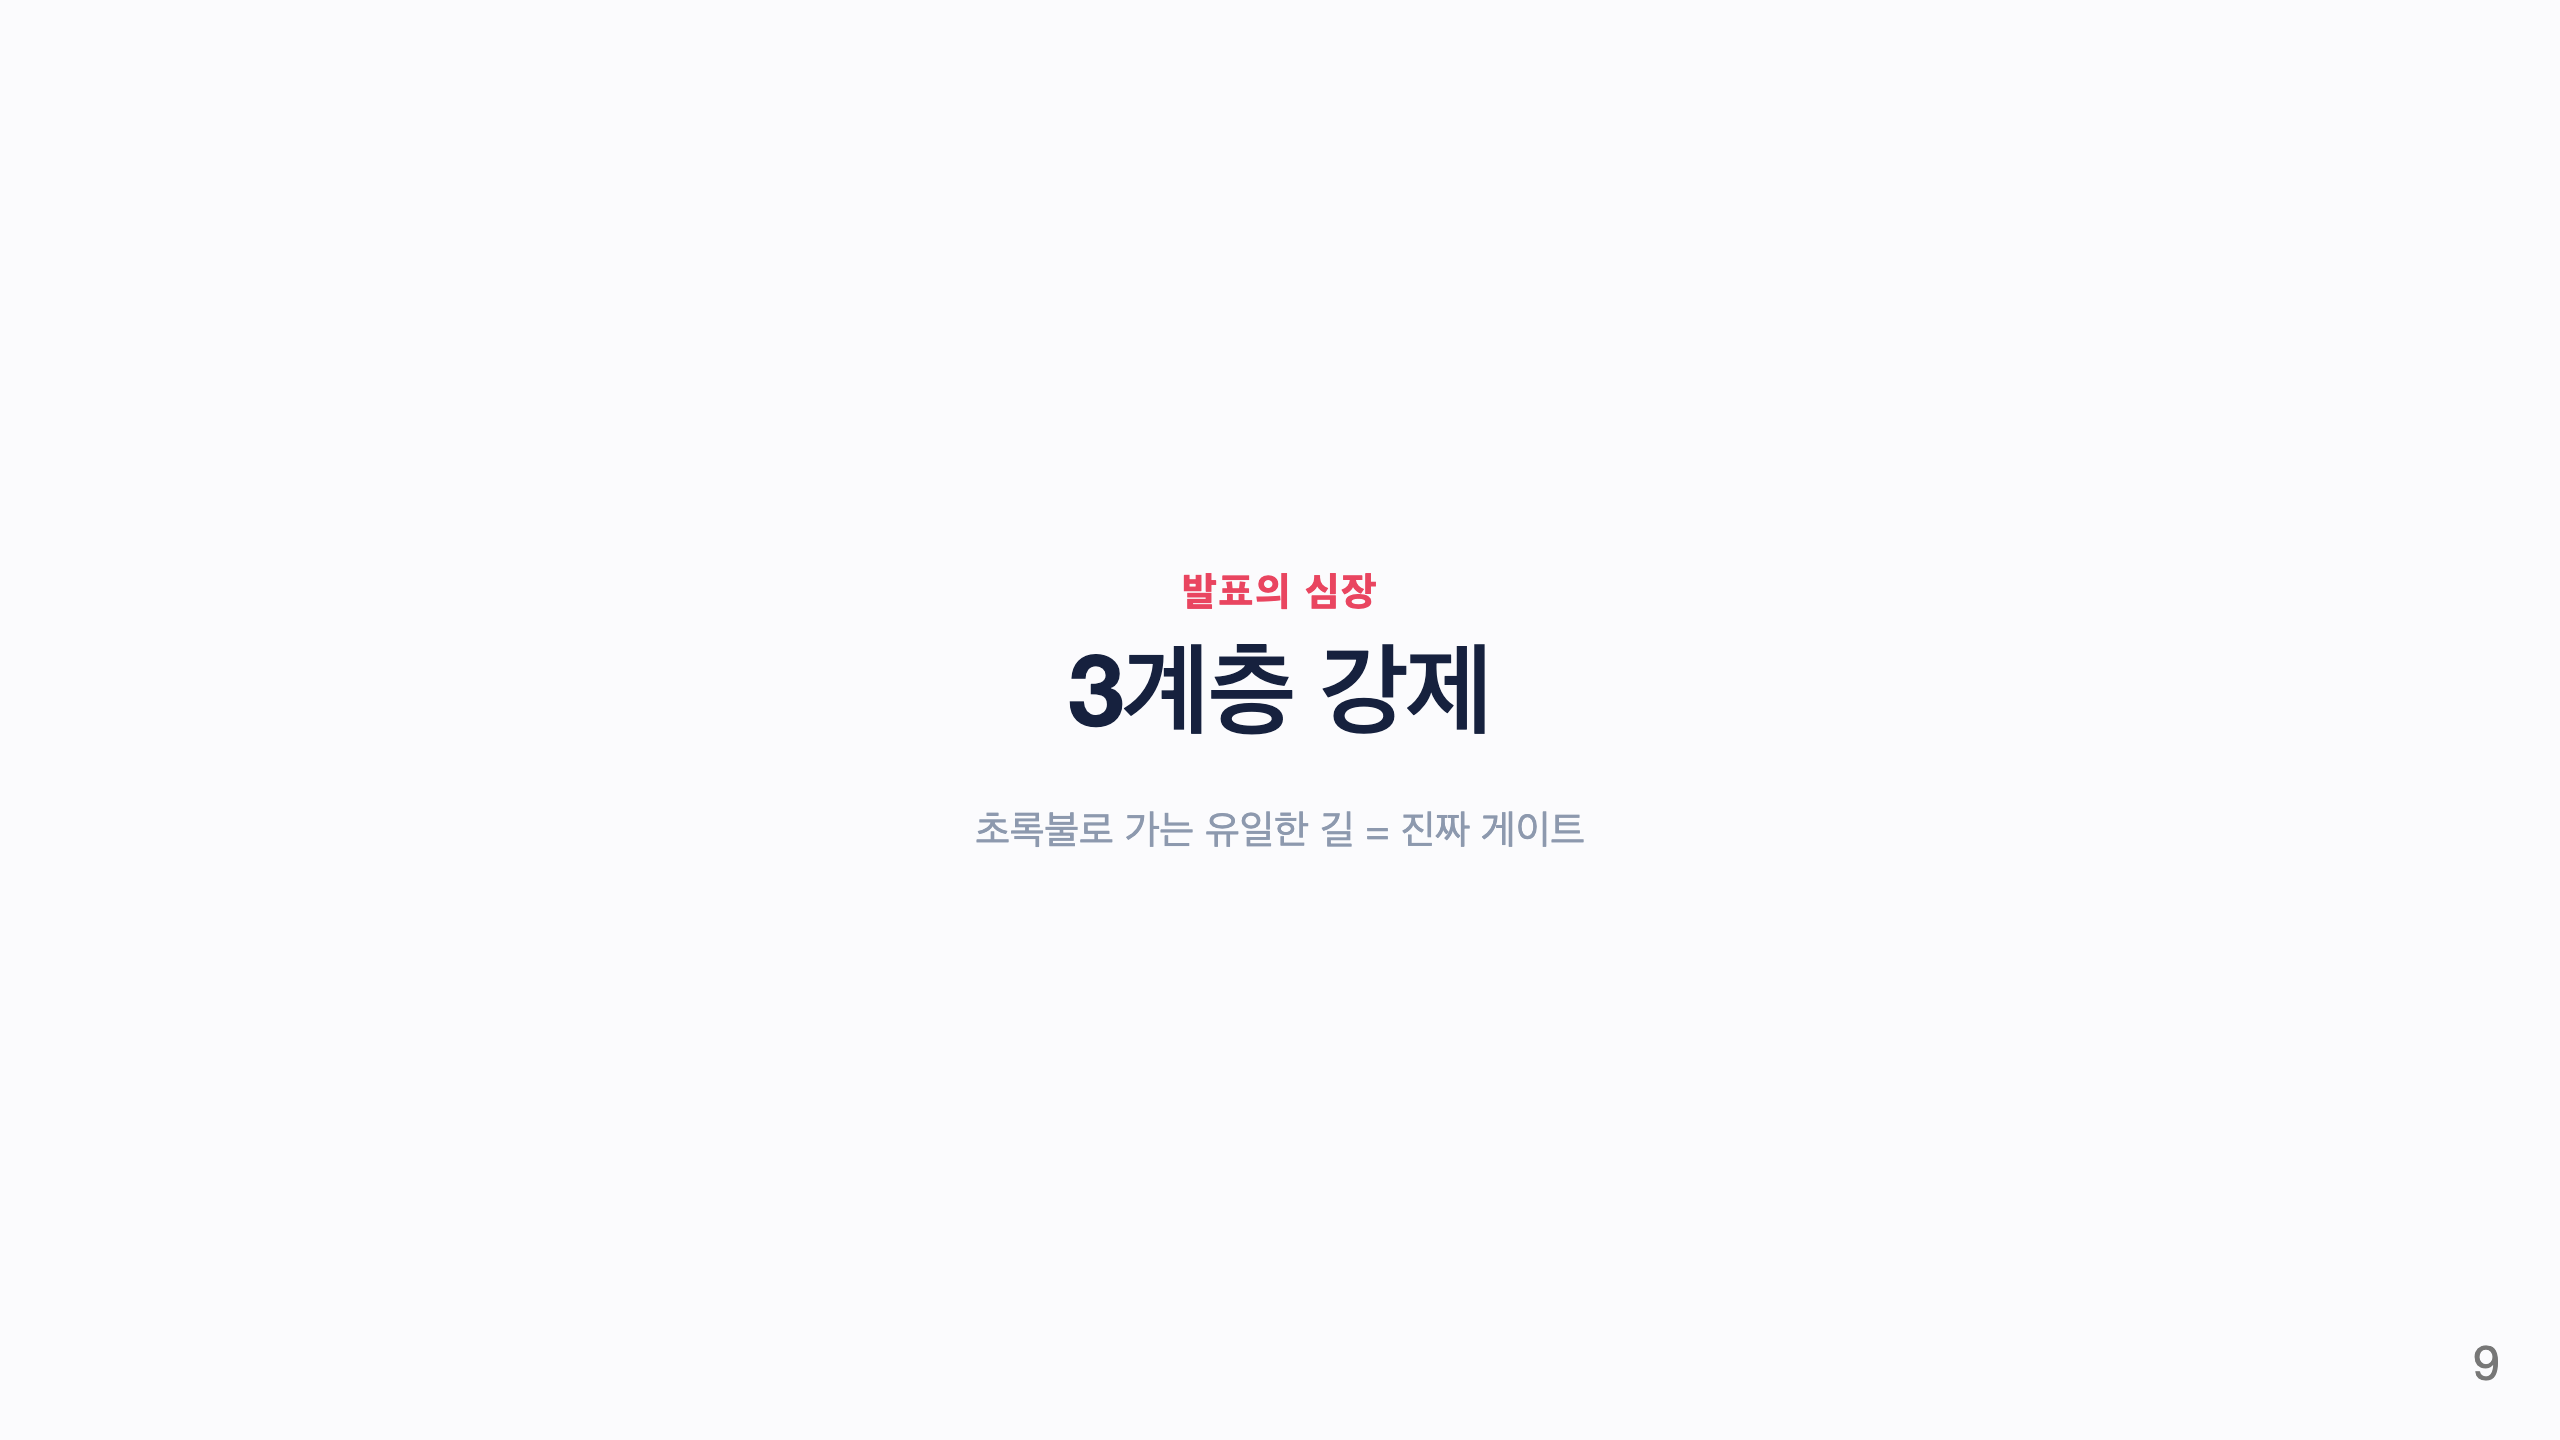 발표의 심장
3계층 강제
초록불로 가는 유일한 길 = 진짜 게이트
9